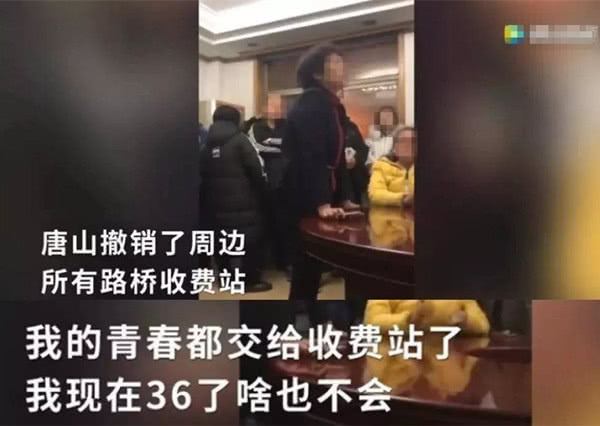 唐山撤销了周边
所有路桥收费站
我的青春都交给收费站了
我现在36了啥也不会